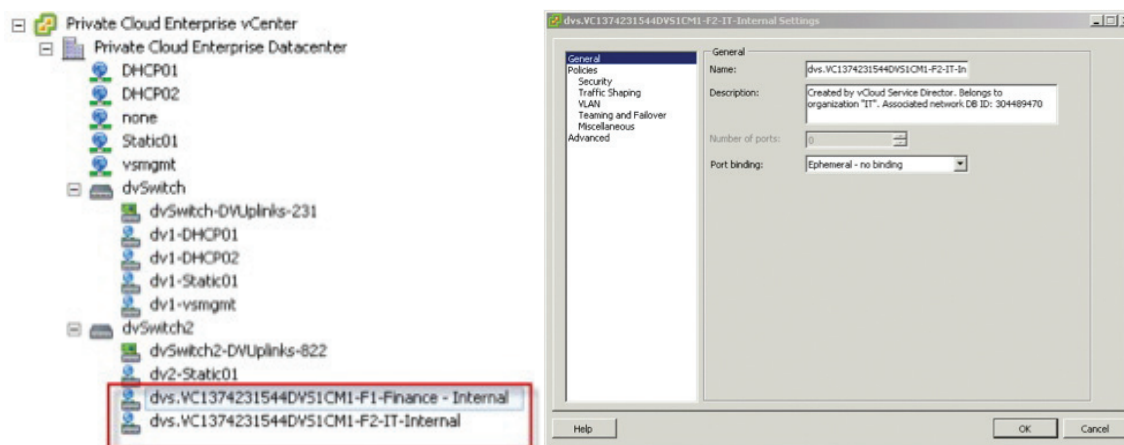 Private Cloud Enterprise vCenter
Private Cloud Enterprise Datacenter
DHCP01
DHCP02
none
Static01
vsmgmt
dvSwitch
dvSwitch-DVUplinks-231
dv1-DHCP01
dv1-DHCP02
dv1-Static01
dv1-vsmgmt
dvSwitch2
dvSwitch2-DVUplinks-822
dv2-Static01
dvs.VC1374231544DVS1CM1-F1-Finance - Internal
dvs.VC1374231544DVS1CM1-F2-IT-Internal
dvs.VC1374231544DVS1CM1-F2-IT-Internal Settings
General
Policies
Security
Traffic Shaping
VLAN
Teaming and Failover
Miscellaneous
Advanced
General
Name: dvs.VC1374231544DVS1CM1-F2-IT-In
Description: Created by vCloud Service Director. Belongs to
organization "IT". Associated network DB ID: 304489470
Number of ports: 0
Port binding: Ephemeral - no binding
Help OK Cancel